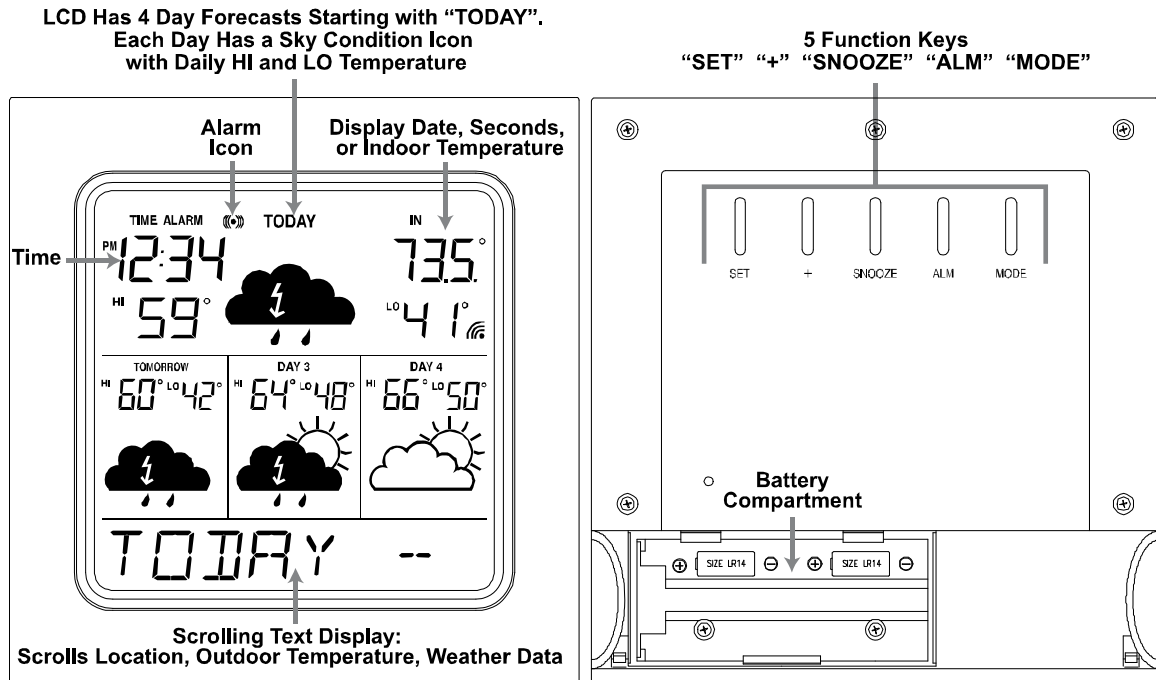 LCD Has 4 Day Forecasts Starting with “TODAY”.
Each Day Has a Sky Condition Icon
with Daily HI and LO Temperature
Alarm
Icon
Display Date, Seconds,
or Indoor Temperature
TIME ALARM TODAY IN
Time
PM 12:34 73.5°
HI 59° LO 41°
TOMORROW DAY 3 DAY 4
HI 60° LO 42° HI 64° LO 48° HI 66° LO 50°
TODAY --
Scrolling Text Display:
Scrolls Location, Outdoor Temperature, Weather Data
5 Function Keys
“SET” “+” “SNOOZE” “ALM” “MODE”
SET + SNOOZE ALM MODE
Battery
Compartment
+ SIZE LR14 - + SIZE LR14 -